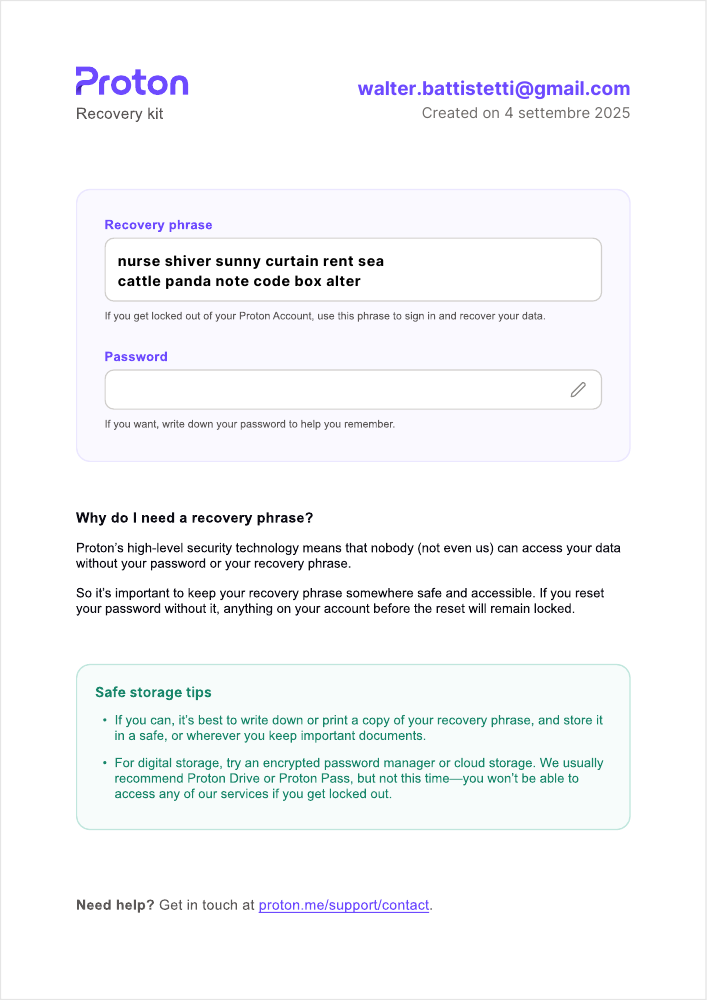 Proton
Recovery kit
walter.battistetti@gmail.com
Created on 4 settembre 2025
Recovery phrase
nurse shiver sunny curtain rent sea
cattle panda note code box alter
If you get locked out of your Proton Account, use this phrase to sign in and recover your data.
Password
If you want, write down your password to help you remember.
Why do I need a recovery phrase?
Proton’s high-level security technology means that nobody (not even us) can access your data
without your password or your recovery phrase.
So it’s important to keep your recovery phrase somewhere safe and accessible. If you reset
your password without it, anything on your account before the reset will remain locked.
Safe storage tips
• If you can, it’s best to write down or print a copy of your recovery phrase, and store it
in a safe, or wherever you keep important documents.
• For digital storage, try an encrypted password manager or cloud storage. We usually
recommend Proton Drive or Proton Pass, but not this time—you won’t be able to
access any of our services if you get locked out.
Need help? Get in touch at proton.me/support/contact.